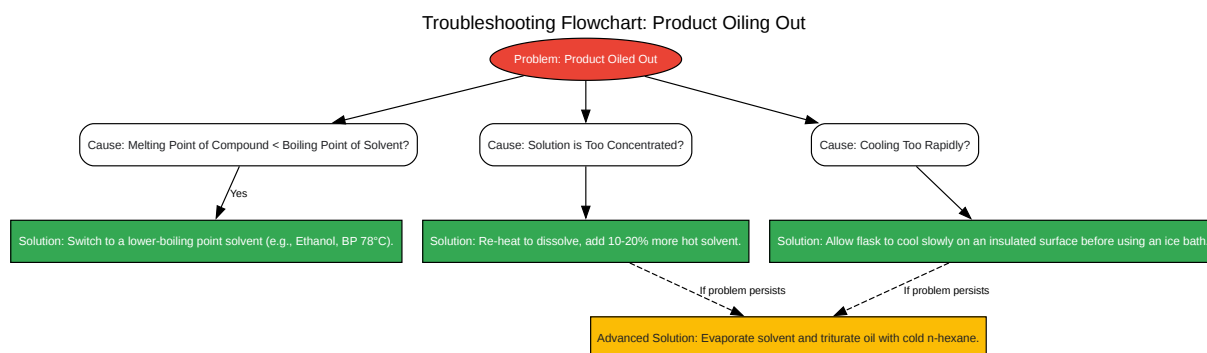 Troubleshooting Flowchart: Product Oiling Out
Problem: Product Oiled Out
Cause: Melting Point of Compound < Boiling Point of Solvent?
Cause: Solution is Too Concentrated?
Cause: Cooling Too Rapidly?
Yes
Solution: Switch to a lower-boiling point solvent (e.g., Ethanol, BP 78°C).
Solution: Re-heat to dissolve, add 10-20% more hot solvent.
Solution: Allow flask to cool slowly on an insulated surface before using an ice bath.
If problem persists
If problem persists
Advanced Solution: Evaporate solvent and triturate oil with cold n-hexane.